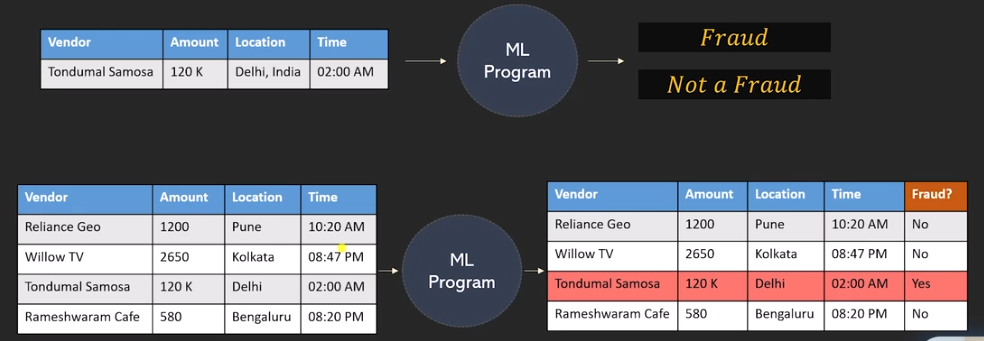 Vendor Amount Location Time
Tondumal Samosa 120 K Delhi, India 02:00 AM
ML
Program
Fraud
Not a Fraud
Vendor Amount Location Time
Reliance Geo 1200 Pune 10:20 AM
Willow TV 2650 Kolkata 08:47 PM
Tondumal Samosa 120 K Delhi 02:00 AM
Rameshwaram Cafe 580 Bengaluru 08:20 PM
ML
Program
Vendor Amount Location Time Fraud?
Reliance Geo 1200 Pune 10:20 AM No
Willow TV 2650 Kolkata 08:47 PM No
Tondumal Samosa 120 K Delhi 02:00 AM Yes
Rameshwaram Cafe 580 Bengaluru 08:20 PM No